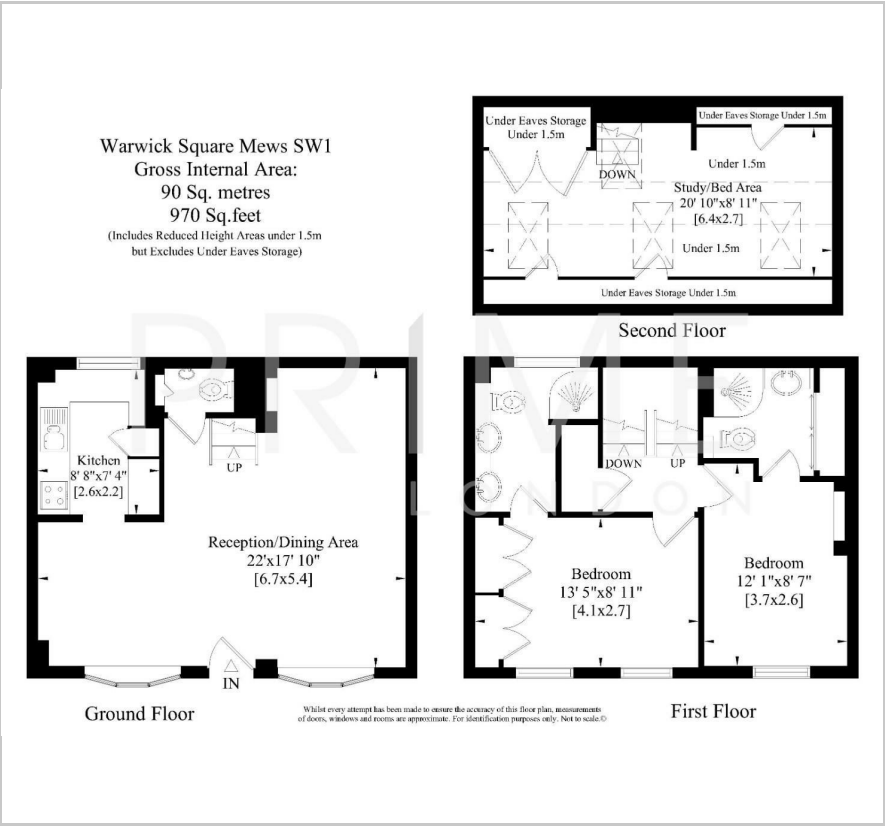 Warwick Square Mews SW1
Gross Internal Area:
90 Sq. metres
970 Sq.feet
(Includes Reduced Height Areas under 1.5m
but Excludes Under Eaves Storage)
Under Eaves Storage
Under 1.5m
Under Eaves Storage Under 1.5m
DOWN
Under 1.5m
Study/Bed Area
20' 10"x8' 11"
[6.4x2.7]
Under 1.5m
Under Eaves Storage Under 1.5m
Second Floor
PRIME
LONDON
Kitchen
8' 8"x7' 4"
[2.6x2.2]
UP
Reception/Dining Area
22'x17' 10"
[6.7x5.4]
IN
Ground Floor
DOWN
UP
Bedroom
13' 5"x8' 11"
[4.1x2.7]
Bedroom
12' 1"x8' 7"
[3.7x2.6]
First Floor
Whilst every attempt has been made to ensure the accuracy of this floor plan, measurements
of doors, windows and rooms are approximate. For identification purposes only. Not to scale.©